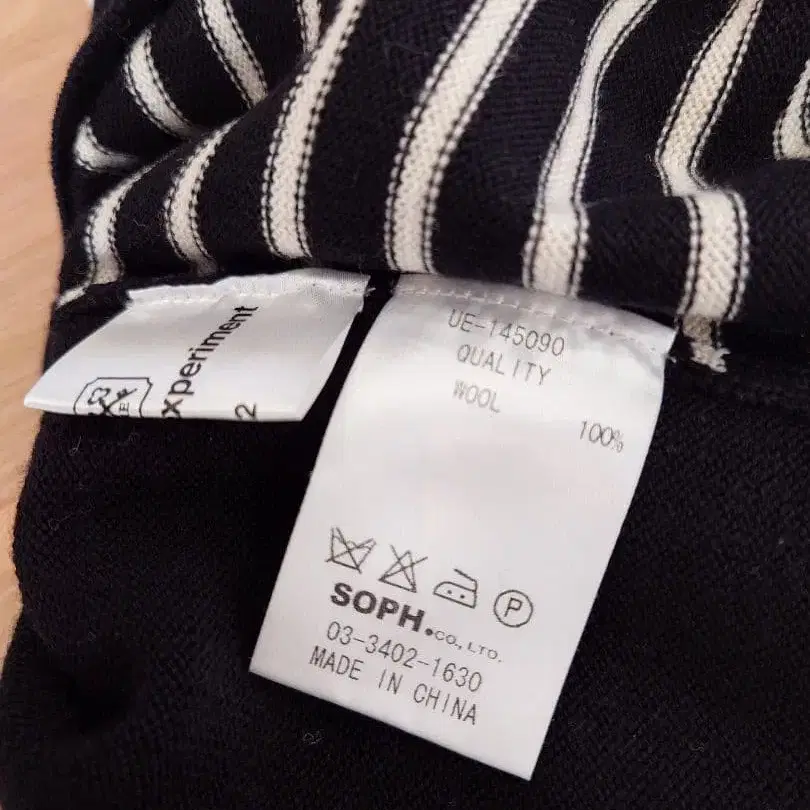 xperiment
2
UE-145090
QUALITY
WOOL
100%
P
SOPH.CO., LTD.
03-3402-1630
MADE IN CHINA